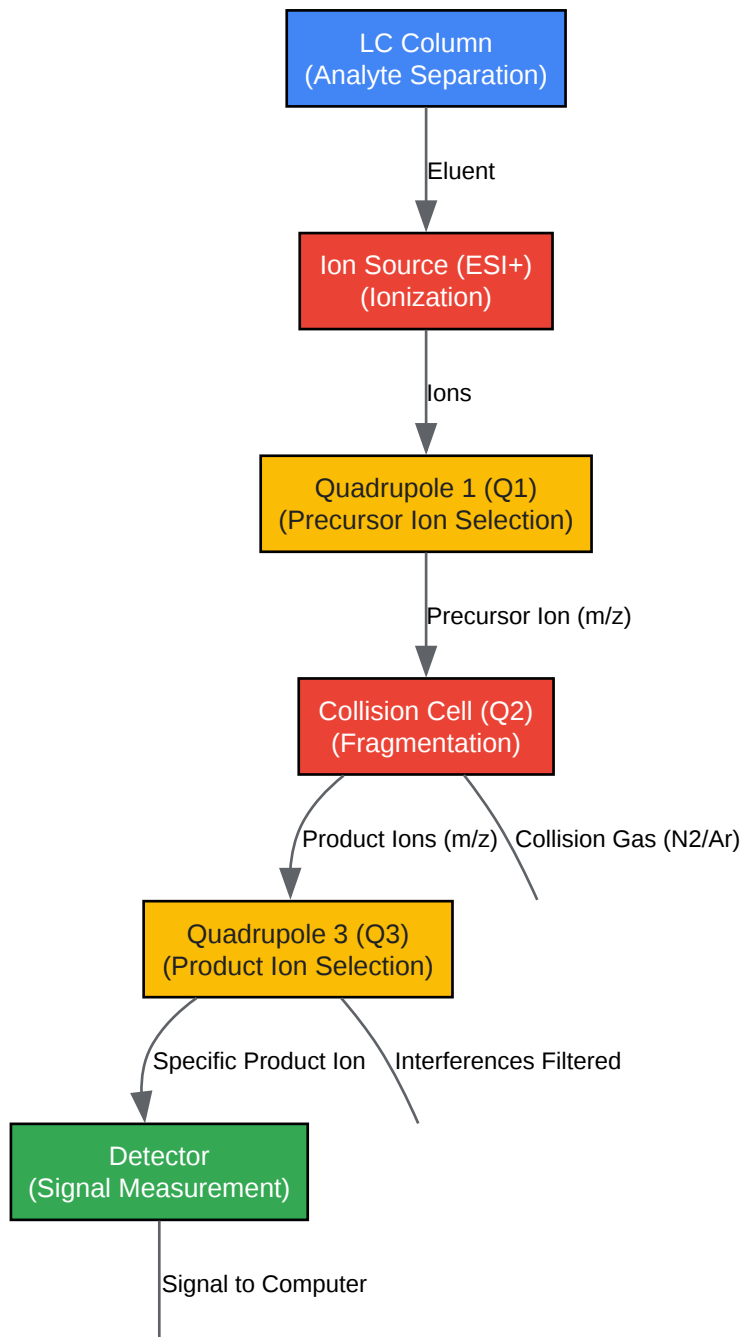 LC Column
(Analyte Separation)
Eluent
Ion Source (ESI+)
(Ionization)
Ions
Quadrupole 1 (Q1)
(Precursor Ion Selection)
Precursor Ion (m/z)
Collision Cell (Q2)
(Fragmentation)
Product Ions (m/z)
Collision Gas (N2/Ar)
Quadrupole 3 (Q3)
(Product Ion Selection)
Specific Product Ion
Interferences Filtered
Detector
(Signal Measurement)
Signal to Computer